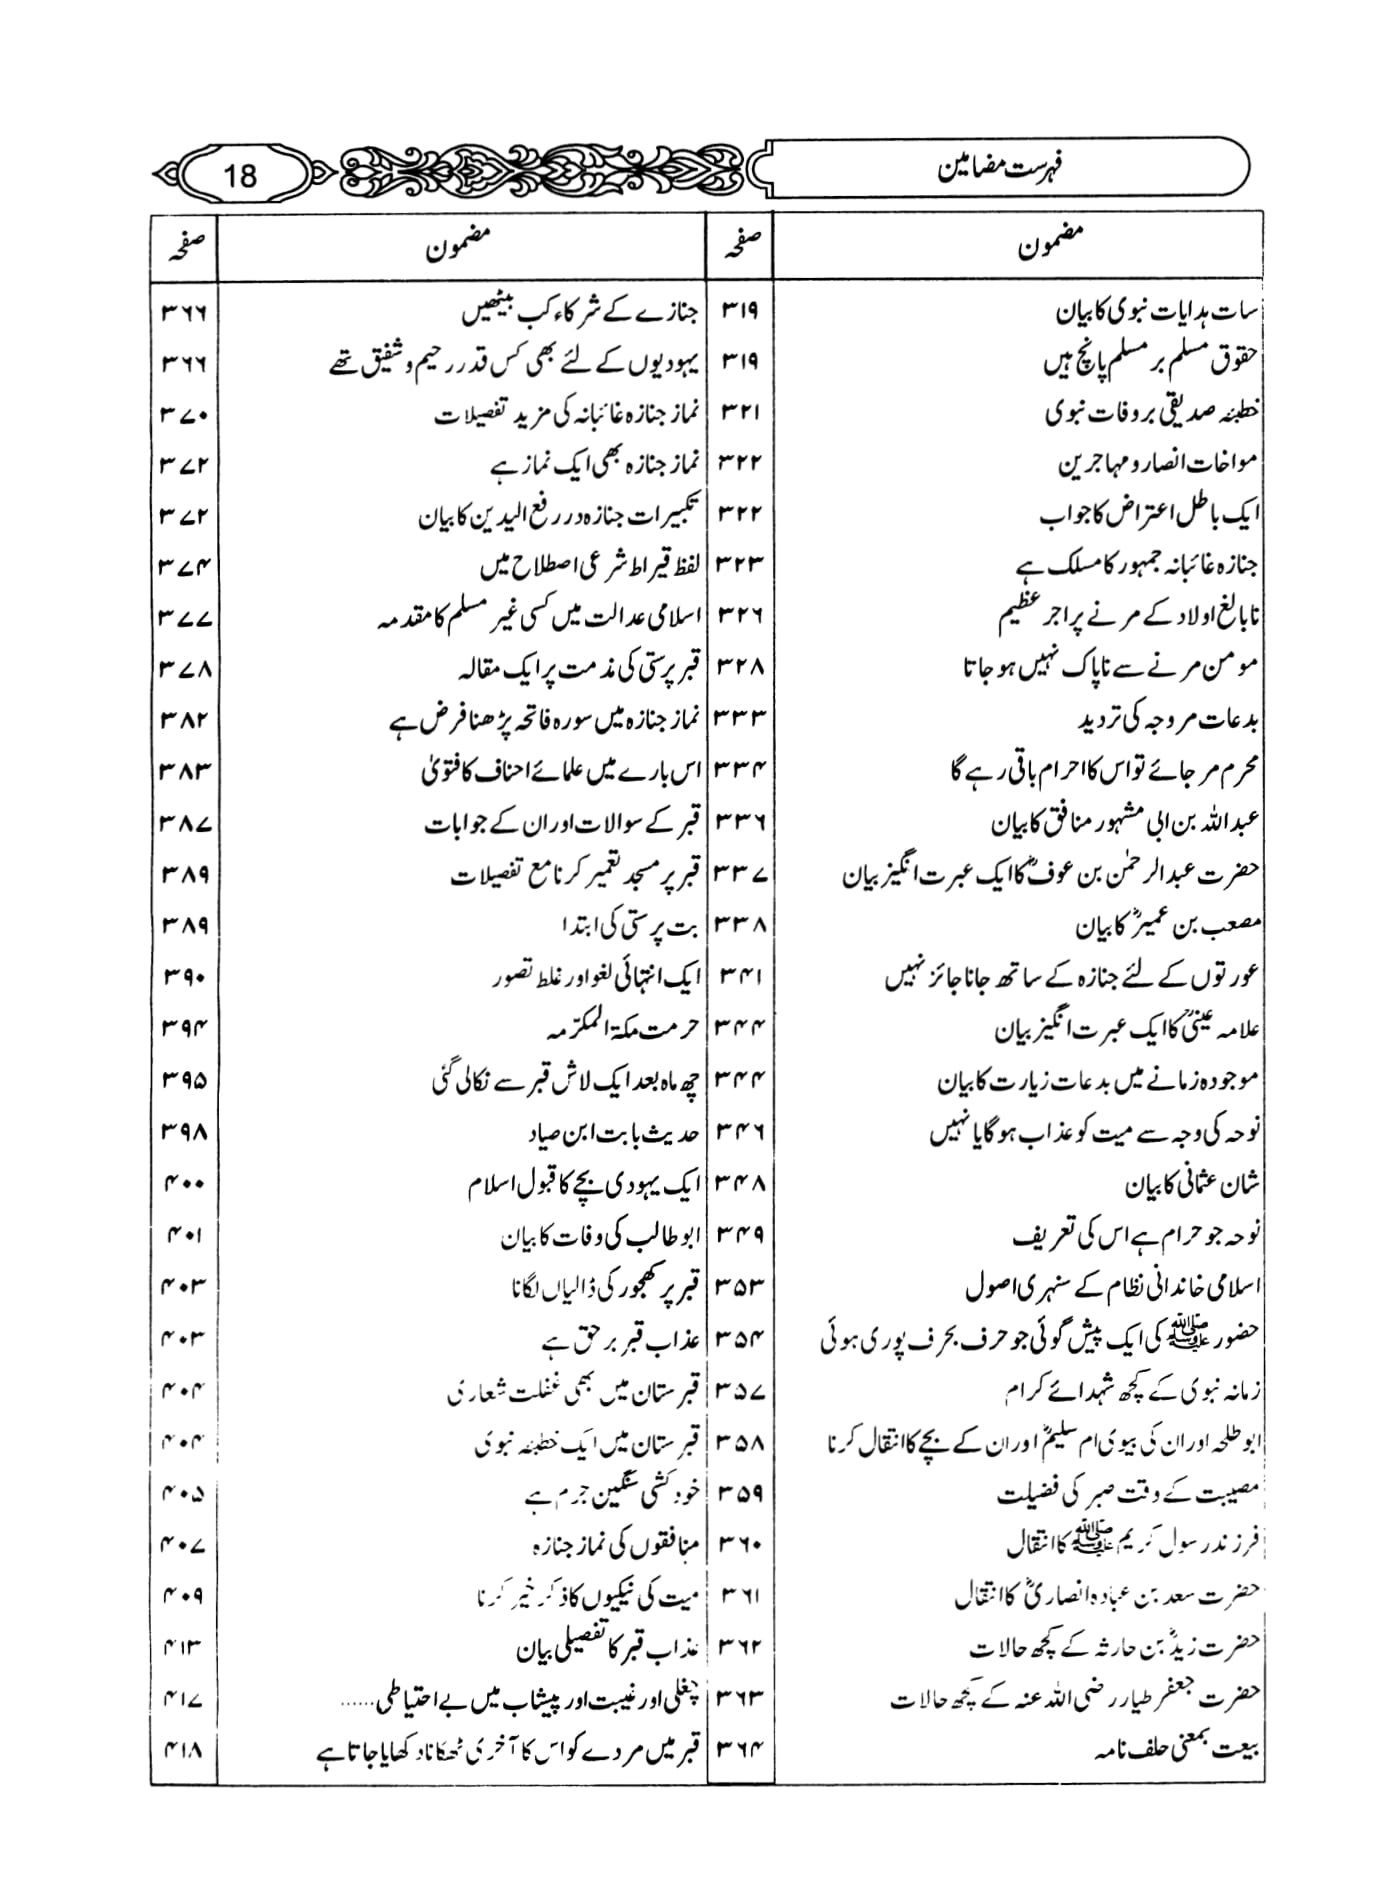 فہرست مضامین
18
مضمون صفحہ
سات ہدایات نبوی کا بیان ۳۱۹
حقوق مسلم بر مسلم پانچ ہیں ۳۱۹
خطبئہ صدیقی بر وفات نبوی ۳۲۱
مواخات انصار و مہاجرین ۳۲۲
ایک باطل اعتراض کا جواب ۳۲۲
جنازہ غائبانہ جمہور کا مسلک ہے ۳۲۳
نابالغ اولاد کے مرنے پر اجر عظیم ۳۲۶
مومن مرنے سے ناپاک نہیں ہو جاتا ۳۲۸
بدعات مروجہ کی تردید ۳۳۳
محرم مر جائے تو اس کا احرام باقی رہے گا ۳۳۴
عبداللہ بن ابی مشہور منافق کا بیان ۳۳۶
حضرت عبدالرحمٰن بن عوفؓ کا ایک عبرت انگیز بیان ۳۳۷
مصعب بن عمیرؓ کا بیان ۳۳۸
عورتوں کے لئے جنازہ کے ساتھ جانا جائز نہیں ۳۴۱
علامہ عینیؒ کا ایک عبرت انگیز بیان ۳۴۴
موجودہ زمانے میں بدعات زیارت کا بیان ۳۴۴
نوحہ کی وجہ سے میت کو عذاب ہو گا یا نہیں ۳۴۶
شان عثمانی کا بیان ۳۴۸
نوحہ جو حرام ہے اس کی تعریف ۳۴۹
اسلامی خاندانی نظام کے سنہری اصول ۳۵۳
حضور ﷺ کی ایک پیش گوئی جو حرف بحرف پوری ہوئی ۳۵۴
زمانہ نبوی کے کچھ شہدائے کرام ۳۵۷
ابو طلحہ اور ان کی بیوی ام سلیمؓ اور ان کے بچے کا انتقال کرنا ۳۵۸
مصیبت کے وقت صبر کی فضیلت ۳۵۹
فرزند رسول کریم ﷺ کا انتقال ۳۶۰
حضرت سعد بن عبادہ انصاریؓ کا انتقال ۳۶۱
حضرت زیدؓ بن حارثہ کے کچھ حالات ۳۶۲
حضرت جعفر طیار رضی اللہ عنہ کے کچھ حالات ۳۶۳
بیعت بمعنی حلف نامہ ۳۶۴
مضمون صفحہ
جنازے کے شرکاء کب بیٹھیں ۳۶۶
یہودیوں کے لئے بھی کس قدر رحیم و شفیق تھے ۳۶۶
نماز جنازہ غائبانہ کی مزید تفصیلات ۳۷۰
نماز جنازہ بھی ایک نماز ہے ۳۷۲
تکبیرات جنازہ در رفع الیدین کا بیان ۳۷۲
لفظ قیراط شرعی اصطلاح میں ۳۷۴
اسلامی عدالت میں کسی غیر مسلم کا مقدمہ ۳۷۷
قبر پرستی کی مذمت پر ایک مقالہ ۳۷۸
نماز جنازہ میں سورہ فاتحہ پڑھنا فرض ہے ۳۸۲
اس بارے میں علمائے احناف کا فتویٰ ۳۸۳
قبر کے سوالات اور ان کے جوابات ۳۸۷
قبر پر مسجد تعمیر کرنا مع تفصیلات ۳۸۹
بت پرستی کی ابتدا ۳۸۹
ایک انتہائی لغو اور غلط تصور ۳۹۰
حرمت مکۃ المکرّمہ ۳۹۴
چھ ماہ بعد ایک لاش قبر سے نکالی گئی ۳۹۵
حدیث بابت ابن صیاد ۳۹۸
ایک یہودی بچے کا قبول اسلام ۴۰۰
ابو طالب کی وفات کا بیان ۴۰۱
قبر پر کھجور کی ڈالیاں لگانا ۴۰۳
عذاب قبر برحق ہے ۴۰۳
قبرستان میں بھی غفلت شعاری ۴۰۴
قبرستان میں ایک خطبئہ نبوی ۴۰۴
خودکشی سنگین جرم ہے ۴۰۵
منافقوں کی نماز جنازہ ۴۰۷
میت کی نیکیوں کا ذکر خیر کرنا ۴۰۹
عذاب قبر کا تفصیلی بیان ۴۱۳
چغلی اور غیبت اور پیشاب میں بے احتیاطی...... ۴۱۷
قبر میں مردے کو اس کا آخری ٹھکانا دکھایا جاتا ہے ۴۱۸